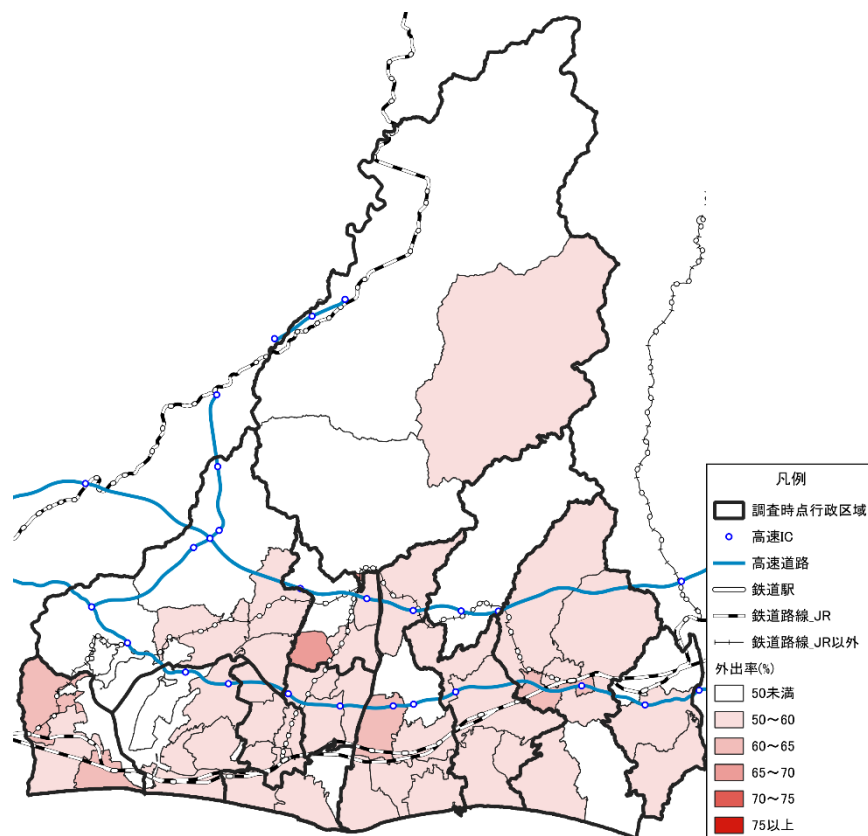 凡例
調査時点行政区域
高速IC
高速道路
鉄道駅
鉄道路線_JR
鉄道路線_JR以外
外出率(%)
50未満
50～60
60～65
65～70
70～75
75以上